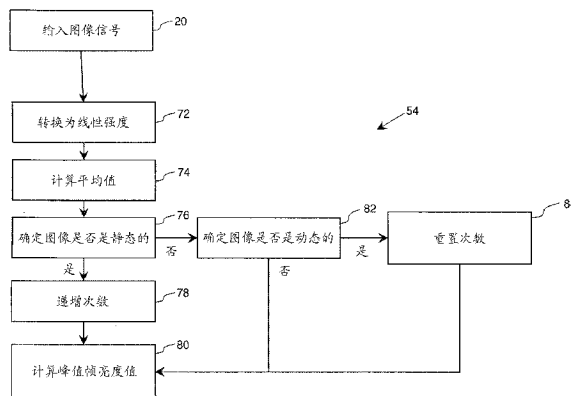 输入图像信号
20
转换为线性强度
72
54
计算平均值
74
确定图像是否是静态的
76
否
确定图像是否是动态的
82
是
重置次数
8
是
否
递增次数
78
计算峰值帧亮度值
80